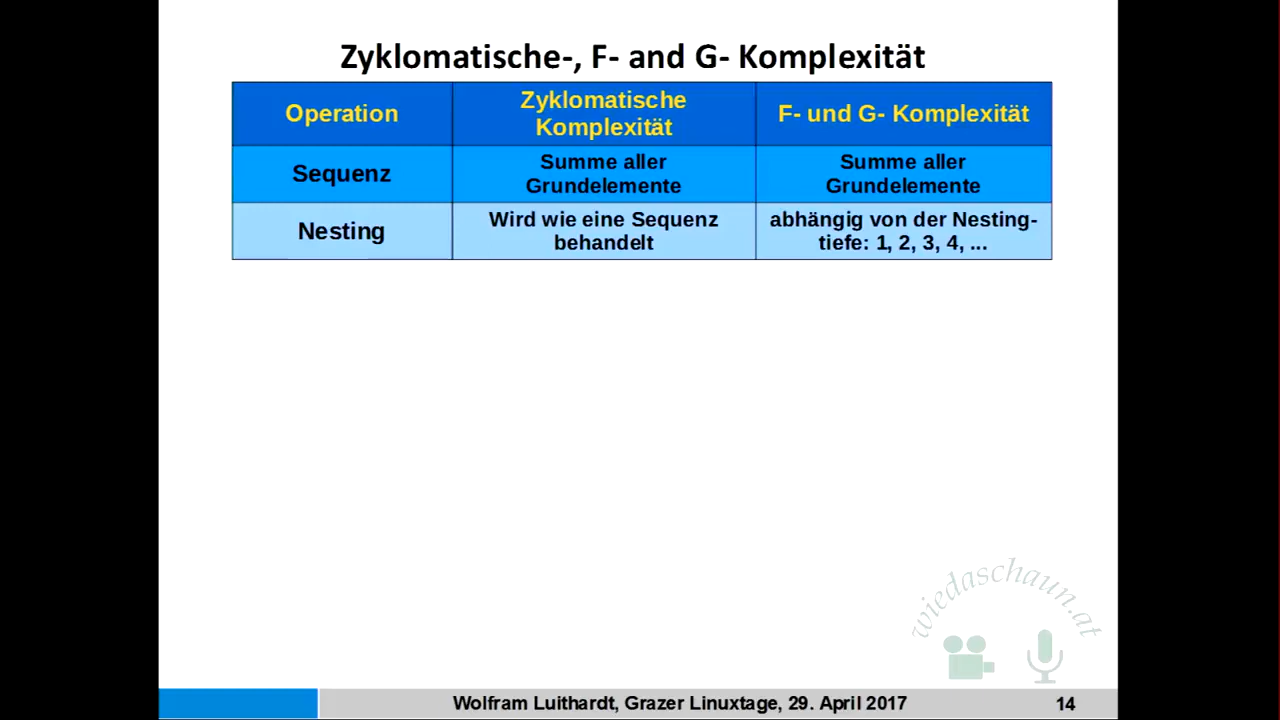 Zyklomatische-, F- and G- Komplexität
Operation
Zyklomatische
Komplexität
F- und G- Komplexität
Sequenz
Summe aller
Grundelemente
Summe aller
Grundelemente
Nesting
Wird wie eine Sequenz
behandelt
abhängig von der Nesting-
tiefe: 1, 2, 3, 4, ...
wiedaschaun.at
Wolfram Luithardt, Grazer Linuxtage, 29. April 2017
14